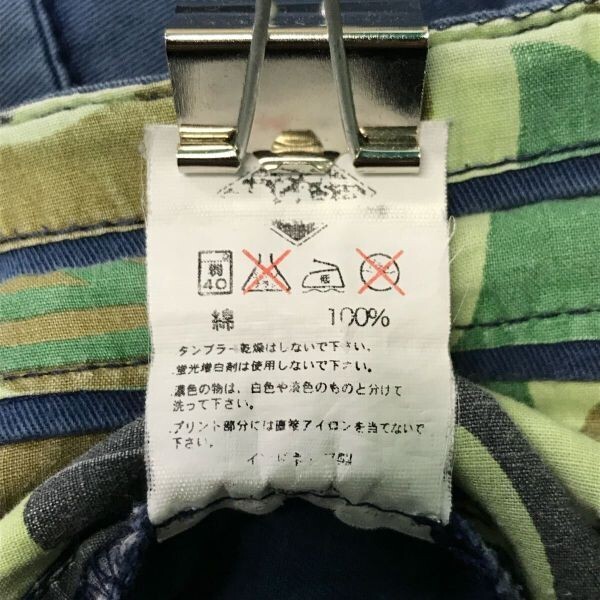 弱
40
低
綿 100%
タンブラー乾燥はしないで下さい。
蛍光増白剤は使用しないで下さい。
濃色の物は、白色や淡色のものと分けて
洗って下さい。
プリント部分には直接アイロンを当てないで
下さい。